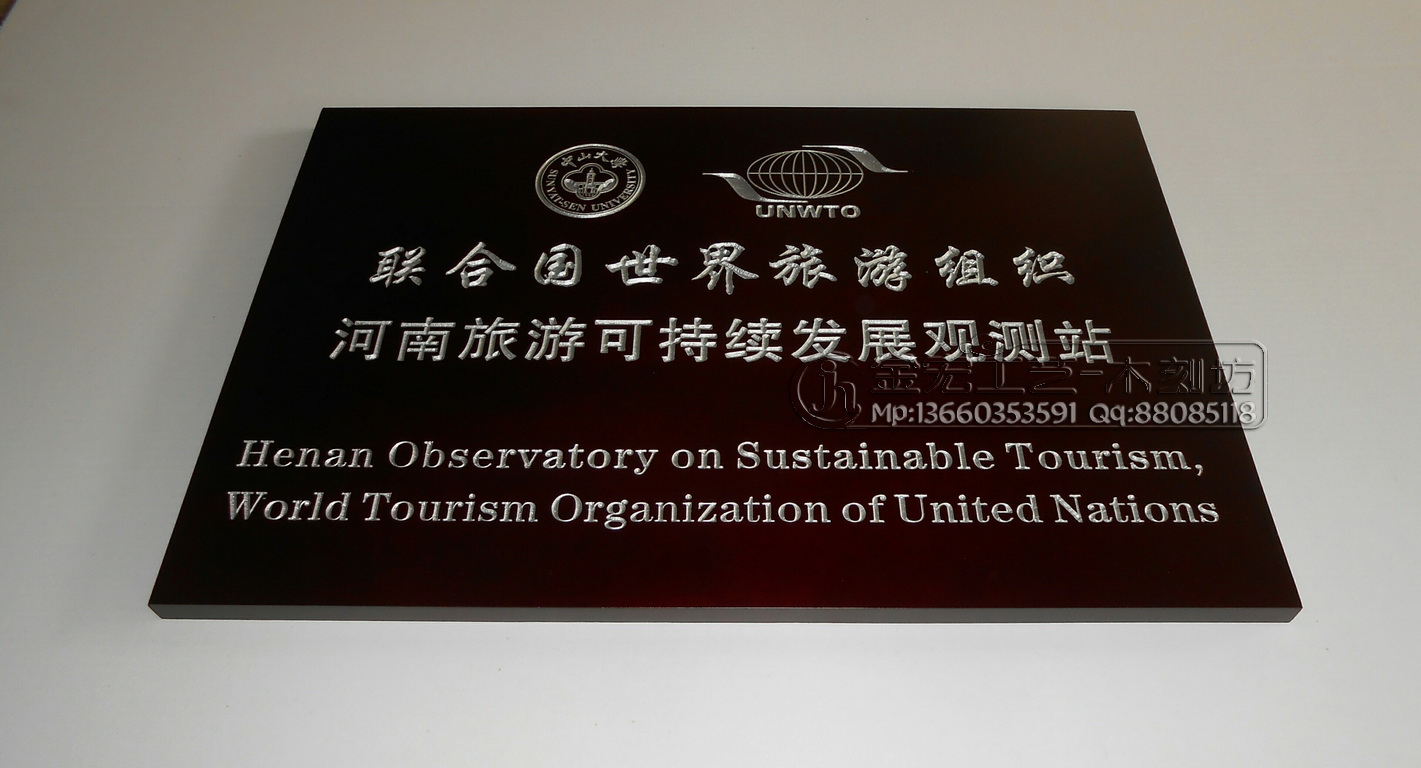 中山大學
SUN YAT-SEN UNIVERSITY
UNWTO
联合国世界旅游组织
河南旅游可持续发展观测站
jh
金宏工艺-木刻坊
Mp:13660353591 Qq:88085118
Henan Observatory on Sustainable Tourism,
World Tourism Organization of United Nations